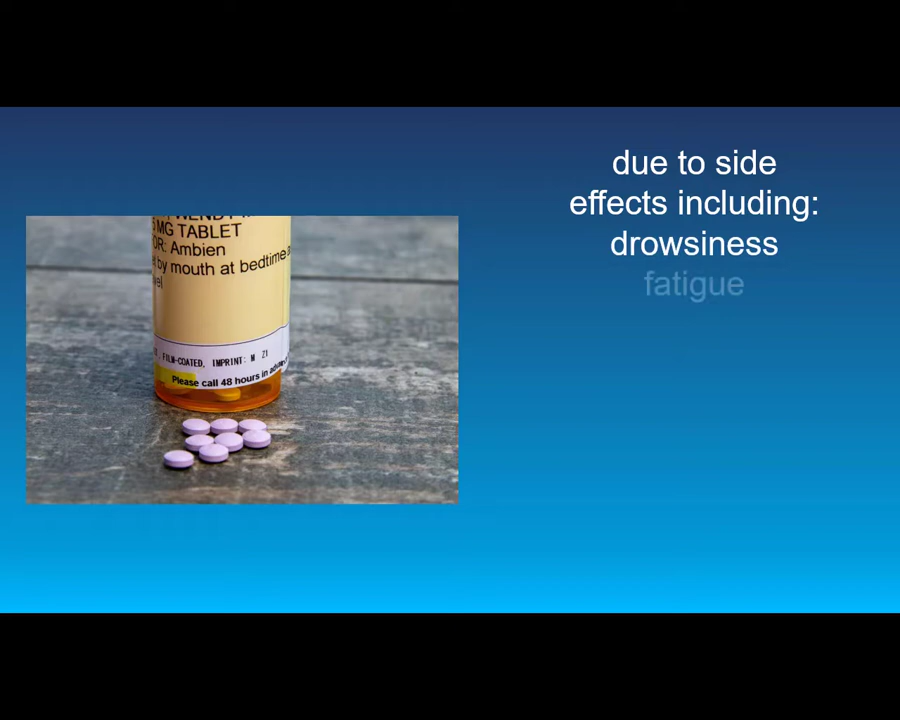 MG TABLET
OR: Ambien
by mouth at bedtime
FILM-COATED, IMPRINT: M Z1
Please call 48 hours in
due to side
effects including:
drowsiness
fatigue